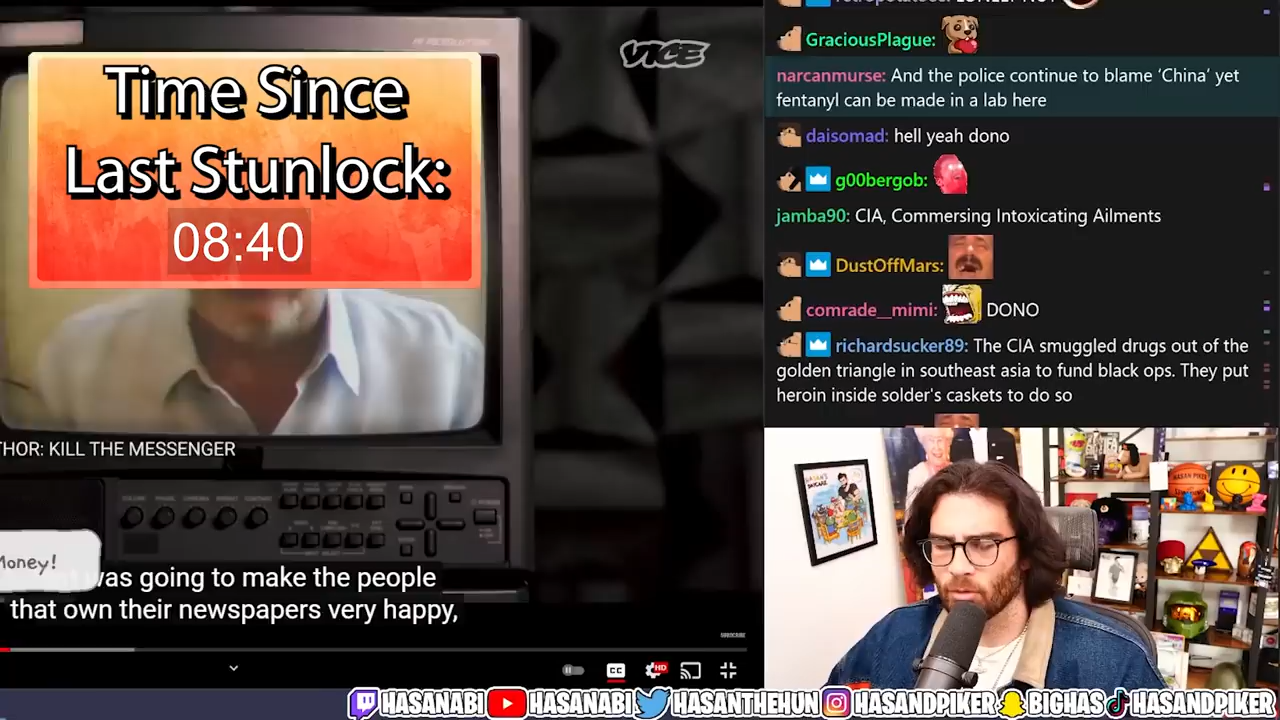 VICE
Time Since
Last Stunlock:
08:40
THOR: KILL THE MESSENGER
Money!
was going to make the people
that own their newspapers very happy,
SUBSCRIBE
CC
HD
GraciousPlague:
narcanmurse: And the police continue to blame ‘China’ yet
fentanyl can be made in a lab here
daisomad: hell yeah dono
g00bergob:
jamba90: CIA, Commersing Intoxicating Ailments
DustOffMars:
comrade__mimi: DONO
richardsucker89: The CIA smuggled drugs out of the
golden triangle in southeast asia to fund black ops. They put
heroin inside solder's caskets to do so
HASANABI HASANABI HASANTHEHUN HASANDPIKER BIGHAS HASANDPIKER